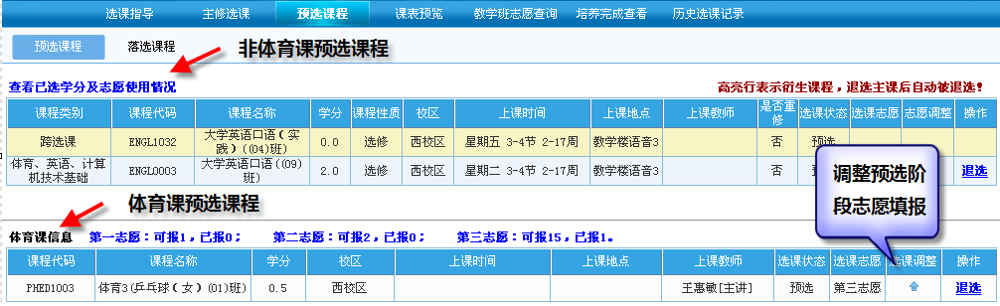 选课指导 主修选课 预选课程 课表预览 教学班志愿查询 培养完成查看 历史选课记录
预选课程 落选课程
非体育课预选课程
查看已选学分及志愿使用情况 高亮行表示衍生课程，退选主课后自动被退选！
课程类别 课程代码 课程名称 学分 课程性质 校区 上课时间 上课地点 上课教师 是否重修 选课状态 选课志愿 志愿调整 操作
跨选课 ENGL1032 大学英语口语（实践）(04)班） 0.0 选修 西校区 星期五 3-4节 2-17周 教学楼语音3 否 预选
体育、英语、计算机技术基础 ENGL0003 大学英语口语((09)班) 2.0 选修 西校区 星期二 3-4节 2-17周 教学楼语音3 否 退选
调整预选阶
段志愿填报
体育课预选课程
体育课信息 第一志愿：可报1，已报0； 第二志愿：可报2，已报0； 第三志愿：可报15，已报1。
课程代码 课程名称 学分 校区 上课时间 上课地点 上课教师 选课状态 选课志愿 选课调整 操作
PHED1003 体育3(乒乓球（女）(01)班) 0.5 西校区 王惠敏[主讲] 预选 第三志愿 退选